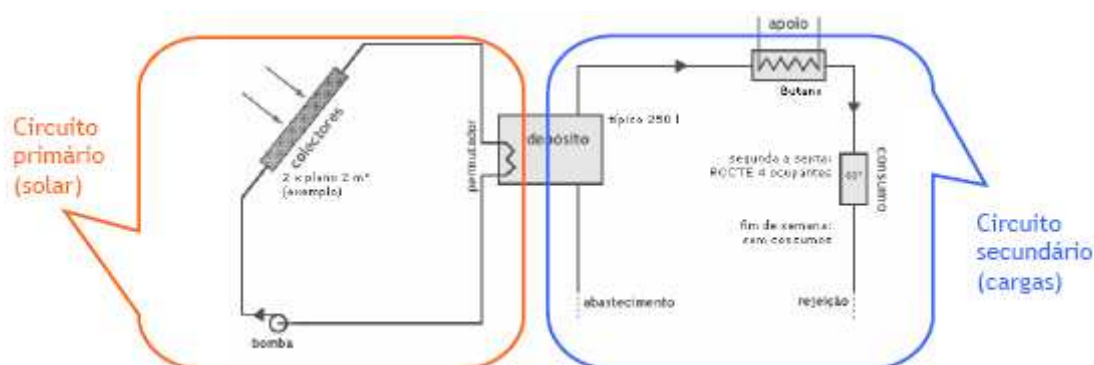 Circuito
primário
(solar)
colectores
2 x plano 2 m²
(exemplo)
bomba
permutador
depósito
típico 250 l
apoio
Butano
segunda a sexta:
RCCTE 4 ocupantes
60°
consumo
fim de semana:
sem consumos
abastecimento
rejeição
Circuito
secundário
(cargas)